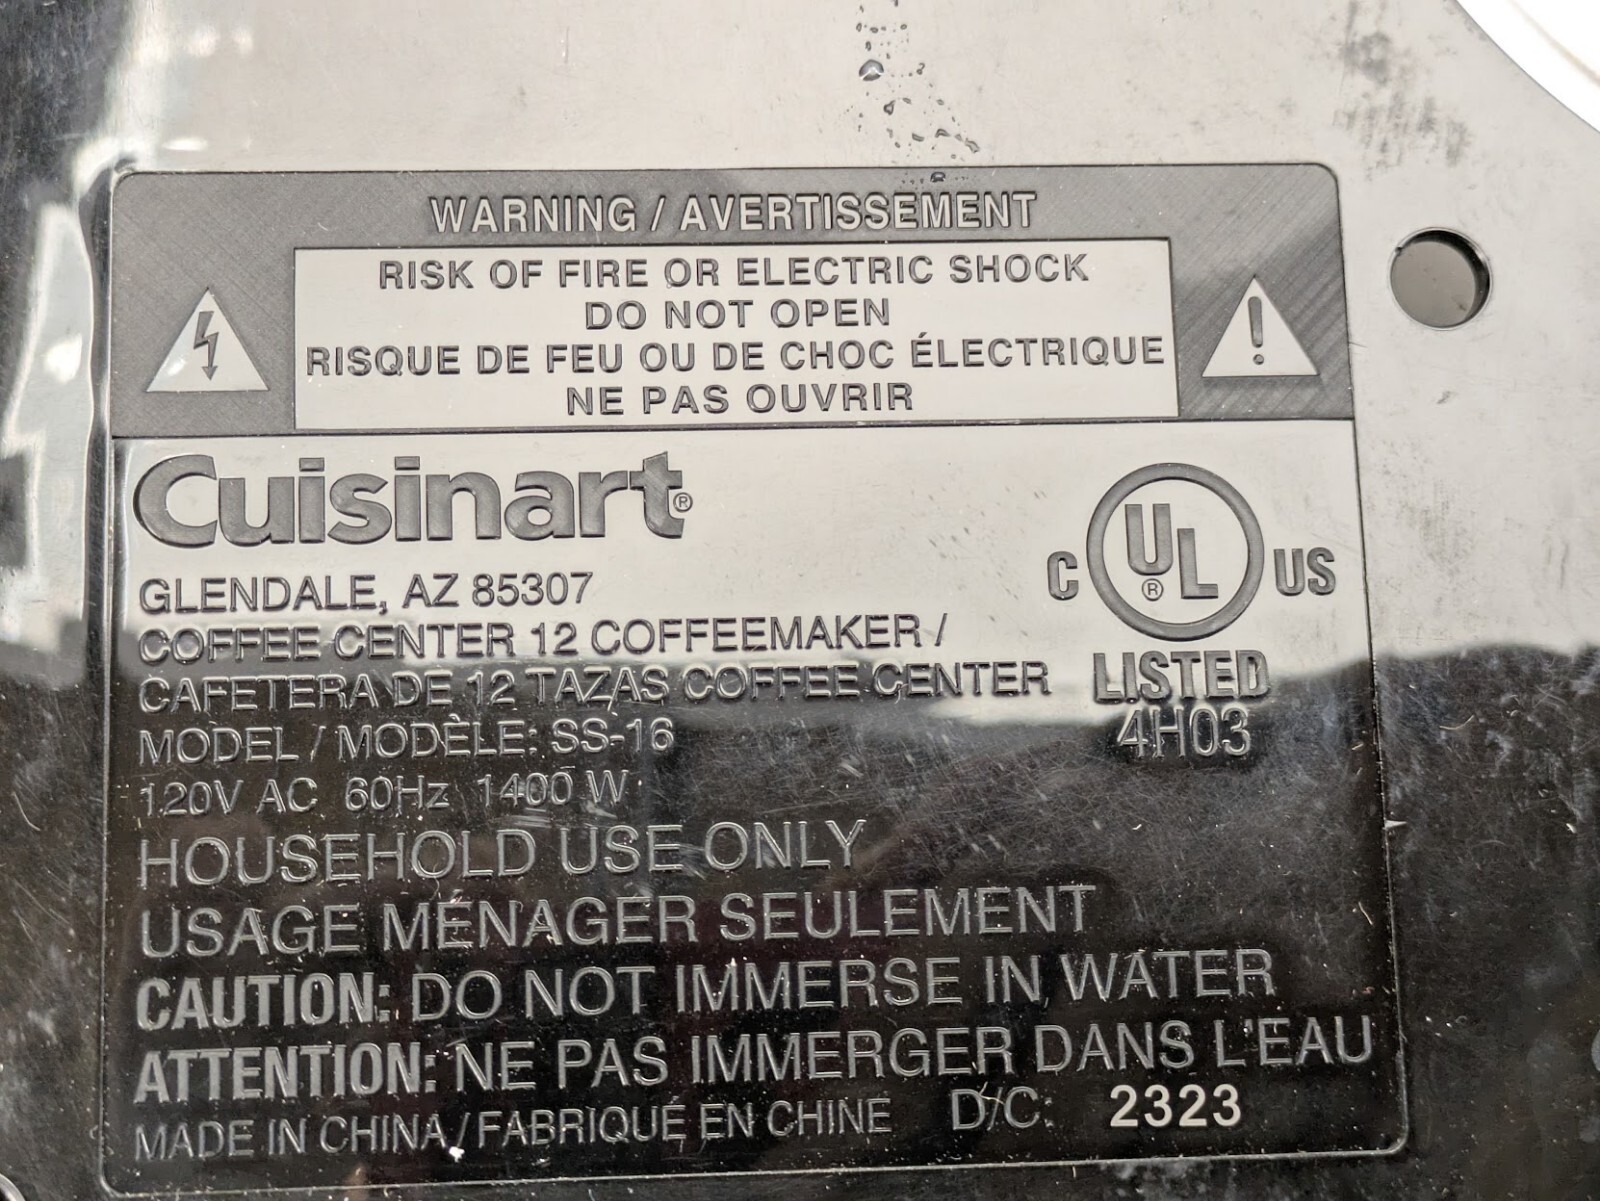 WARNING / AVERTISSEMENT
RISK OF FIRE OR ELECTRIC SHOCK
DO NOT OPEN
RISQUE DE FEU OU DE CHOC ÉLECTRIQUE
NE PAS OUVRIR
Cuisinart®
GLENDALE, AZ 85307
COFFEE CENTER 12 COFFEEMAKER /
CAFETERA DE 12 TAZAS COFFEE CENTER
MODEL / MODÈLE: SS-16
120V AC 60Hz 1400 W
C UL® US
LISTED
4H03
HOUSEHOLD USE ONLY
USAGE MENAGER SEULEMENT
CAUTION: DO NOT IMMERSE IN WATER
ATTENTION: NE PAS IMMERGER DANS L'EAU
MADE IN CHINA / FABRIQUE EN CHINE D/C: 2323